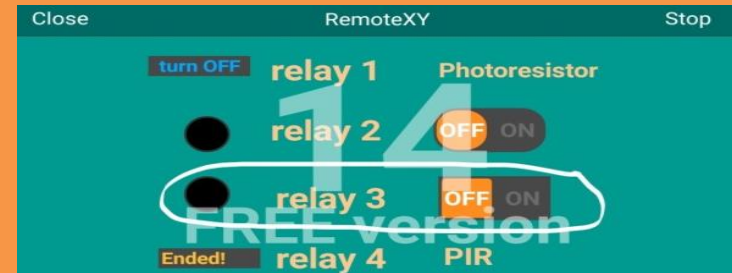 Close RemoteXY Stop
turn OFF relay 1 Photoresistor
14
relay 2 OFF ON
relay 3 OFF ON
FREE version
Ended! relay 4 PIR